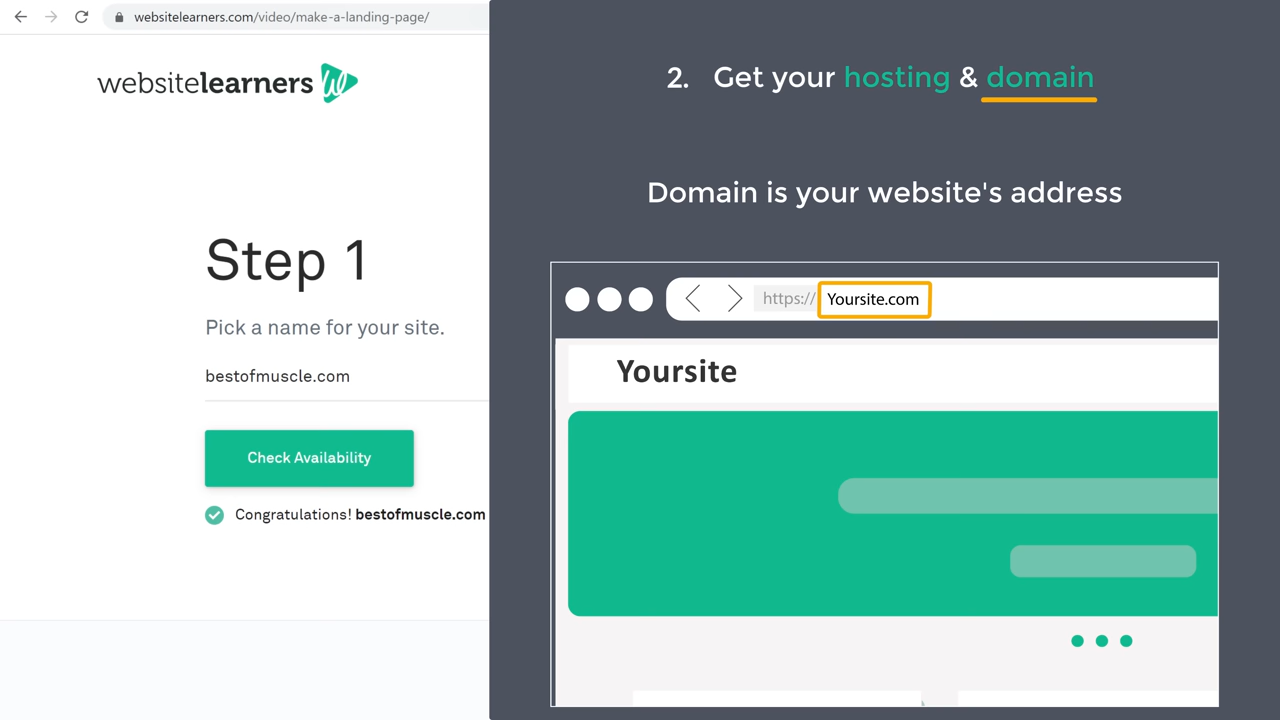 websitelearners.com/video/make-a-landing-page/
websitelearners
Step 1
Pick a name for your site.
bestofmuscle.com
Check Availability
Congratulations! bestofmuscle.com
2. Get your hosting & domain
Domain is your website's address
https:// Yoursite.com
Yoursite